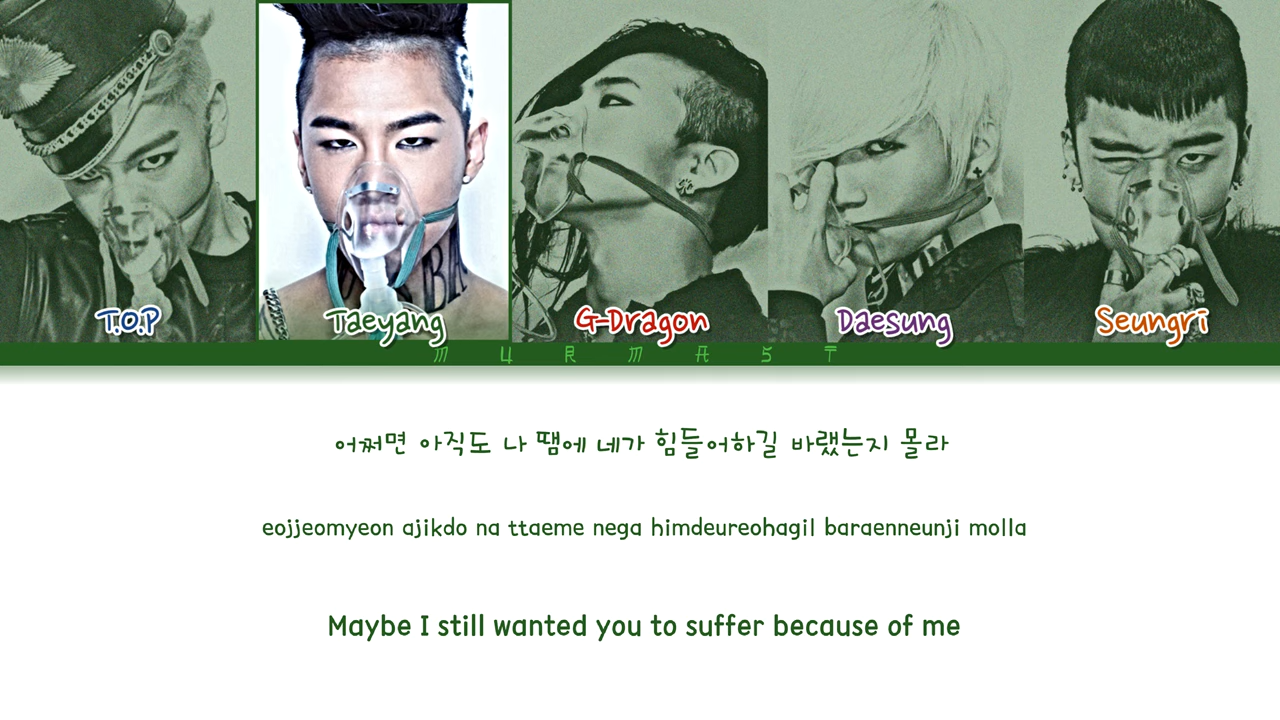 T.O.P
Taeyang
G-Dragon
Daesung
Seungri
어쩌면 아직도 나 땜에 네가 힘들어하길 바랬는지 몰라
eojjeomyeon ajikdo na ttaeme nega himdeureohagil baraenneunji molla
Maybe I still wanted you to suffer because of me